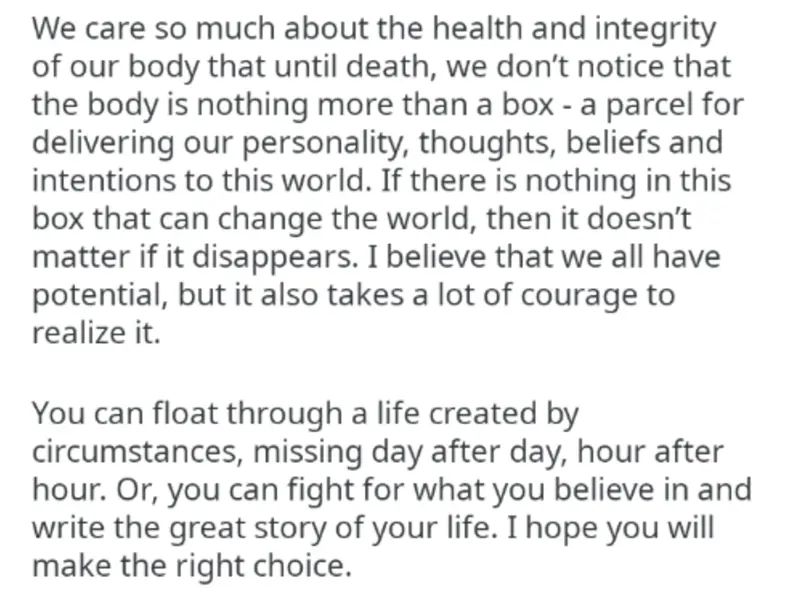 We care so much about the health and integrity
of our body that until death, we don’t notice that
the body is nothing more than a box - a parcel for
delivering our personality, thoughts, beliefs and
intentions to this world. If there is nothing in this
box that can change the world, then it doesn’t
matter if it disappears. I believe that we all have
potential, but it also takes a lot of courage to
realize it.

You can float through a life created by
circumstances, missing day after day, hour after
hour. Or, you can fight for what you believe in and
write the great story of your life. I hope you will
make the right choice.